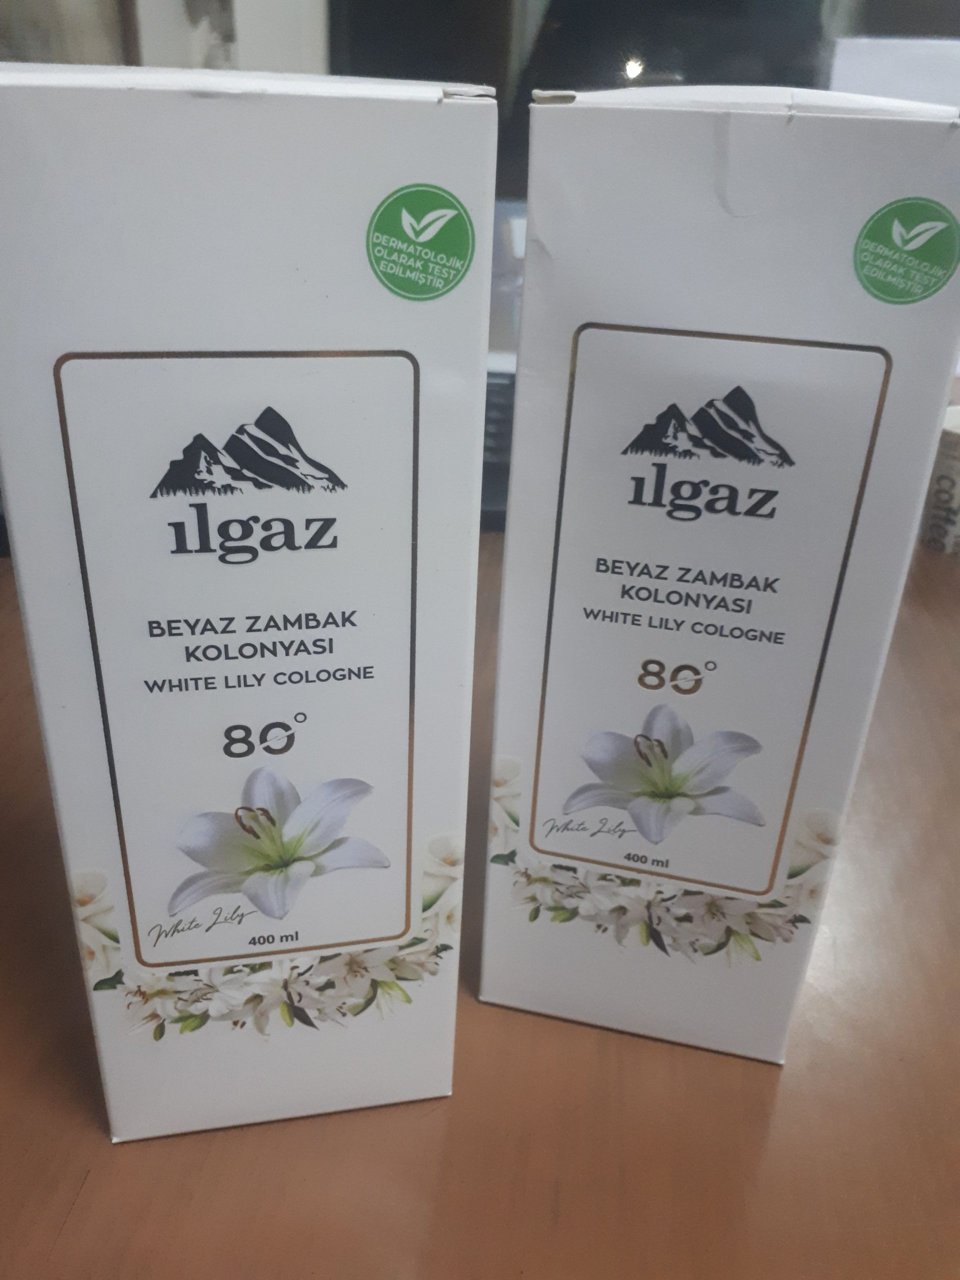 DERMATOLOJİK
OLARAK TEST
EDİLMİŞTİR
ılgaz
BEYAZ ZAMBAK
KOLONYASI
WHITE LILY COLOGNE
80°
White Lily
400 ml
DERMATOLOJİK
OLARAK TEST
EDİLMİŞTİR
ılgaz
BEYAZ ZAMBAK
KOLONYASI
WHITE LILY COLOGNE
80°
White Lily
400 ml
coffee